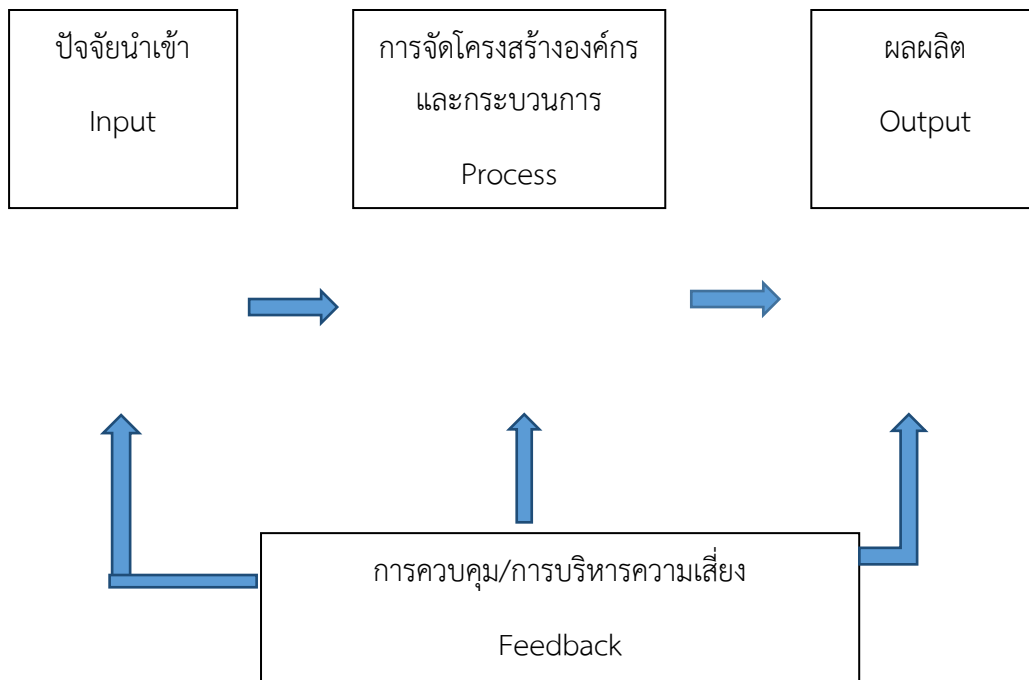 ปัจจัยนำเข้า
Input
การจัดโครงสร้างองค์กร
และกระบวนการ
Process
ผลผลิต
Output
การควบคุม/การบริหารความเสี่ยง
Feedback